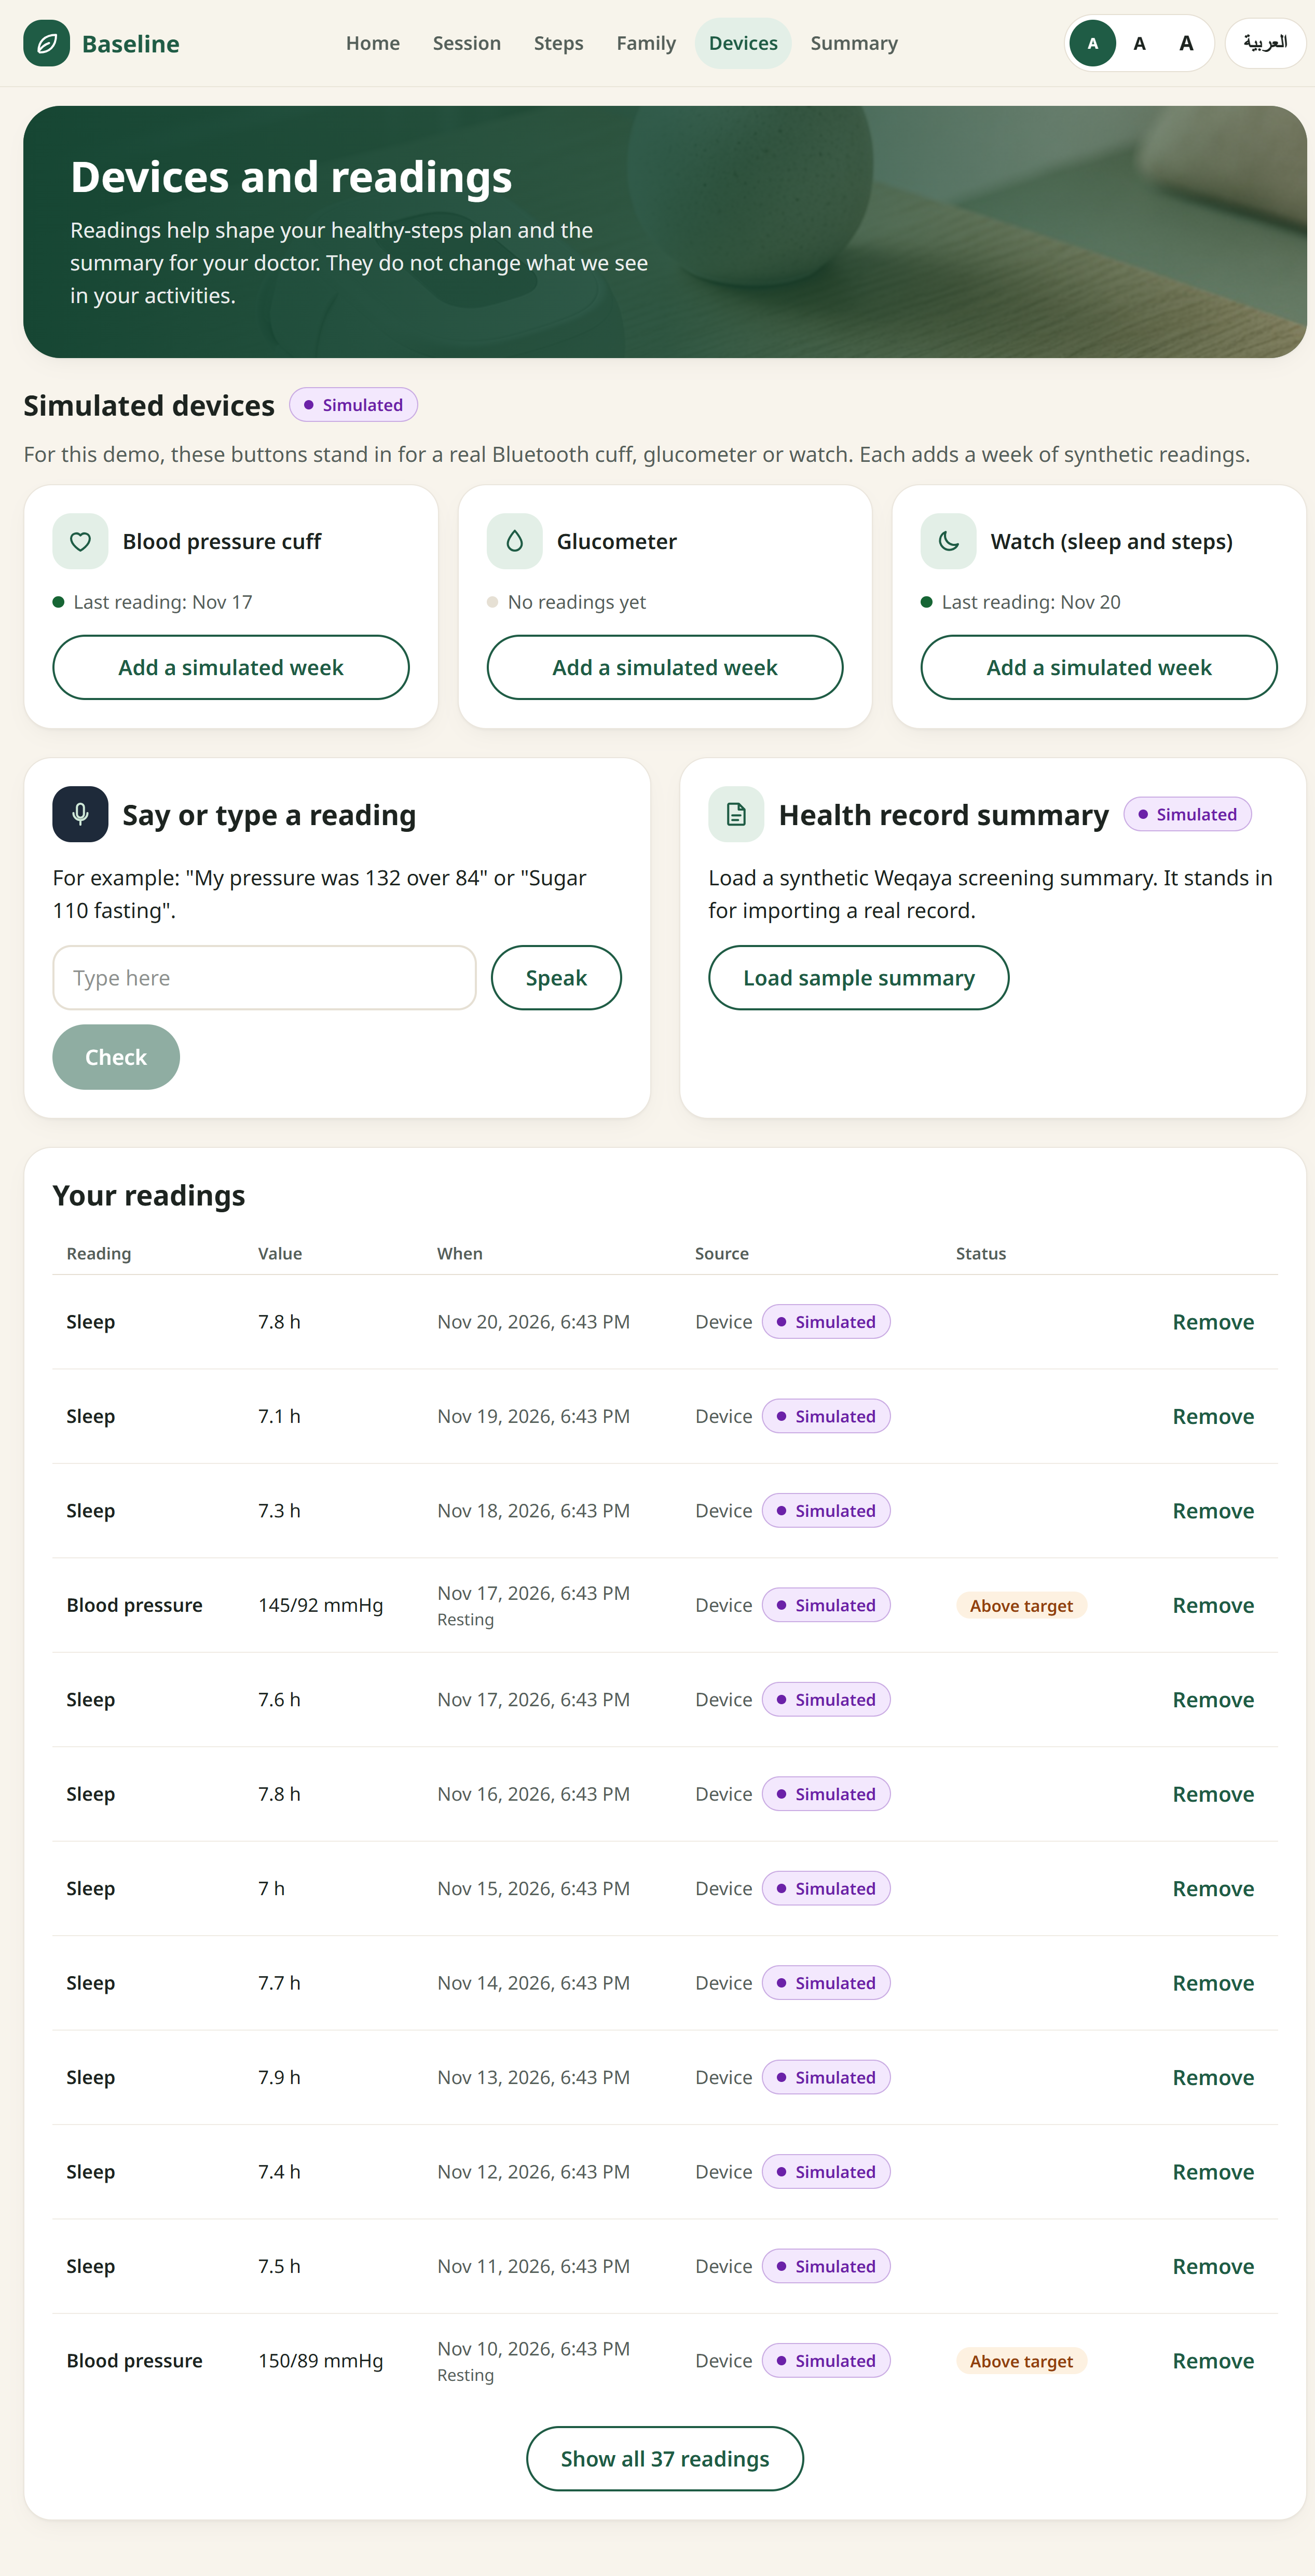 Baseline
Home Session Steps Family Devices Summary
A A A
العربية
Devices and readings
Readings help shape your healthy-steps plan and the
summary for your doctor. They do not change what we see
in your activities.
Simulated devices Simulated
For this demo, these buttons stand in for a real Bluetooth cuff, glucometer or watch. Each adds a week of synthetic readings.
Blood pressure cuff
Last reading: Nov 17
Add a simulated week
Glucometer
No readings yet
Add a simulated week
Watch (sleep and steps)
Last reading: Nov 20
Add a simulated week
Say or type a reading
For example: "My pressure was 132 over 84" or "Sugar
110 fasting".
Type here Speak
Check
Health record summary Simulated
Load a synthetic Weqaya screening summary. It stands in
for importing a real record.
Load sample summary
Your readings
Reading Value When Source Status
Sleep 7.8 h Nov 20, 2026, 6:43 PM Device Simulated Remove
Sleep 7.1 h Nov 19, 2026, 6:43 PM Device Simulated Remove
Sleep 7.3 h Nov 18, 2026, 6:43 PM Device Simulated Remove
Blood pressure 145/92 mmHg Nov 17, 2026, 6:43 PM Device Simulated Above target Remove
Resting
Sleep 7.6 h Nov 17, 2026, 6:43 PM Device Simulated Remove
Sleep 7.8 h Nov 16, 2026, 6:43 PM Device Simulated Remove
Sleep 7 h Nov 15, 2026, 6:43 PM Device Simulated Remove
Sleep 7.7 h Nov 14, 2026, 6:43 PM Device Simulated Remove
Sleep 7.9 h Nov 13, 2026, 6:43 PM Device Simulated Remove
Sleep 7.4 h Nov 12, 2026, 6:43 PM Device Simulated Remove
Sleep 7.5 h Nov 11, 2026, 6:43 PM Device Simulated Remove
Blood pressure 150/89 mmHg Nov 10, 2026, 6:43 PM Device Simulated Above target Remove
Resting
Show all 37 readings